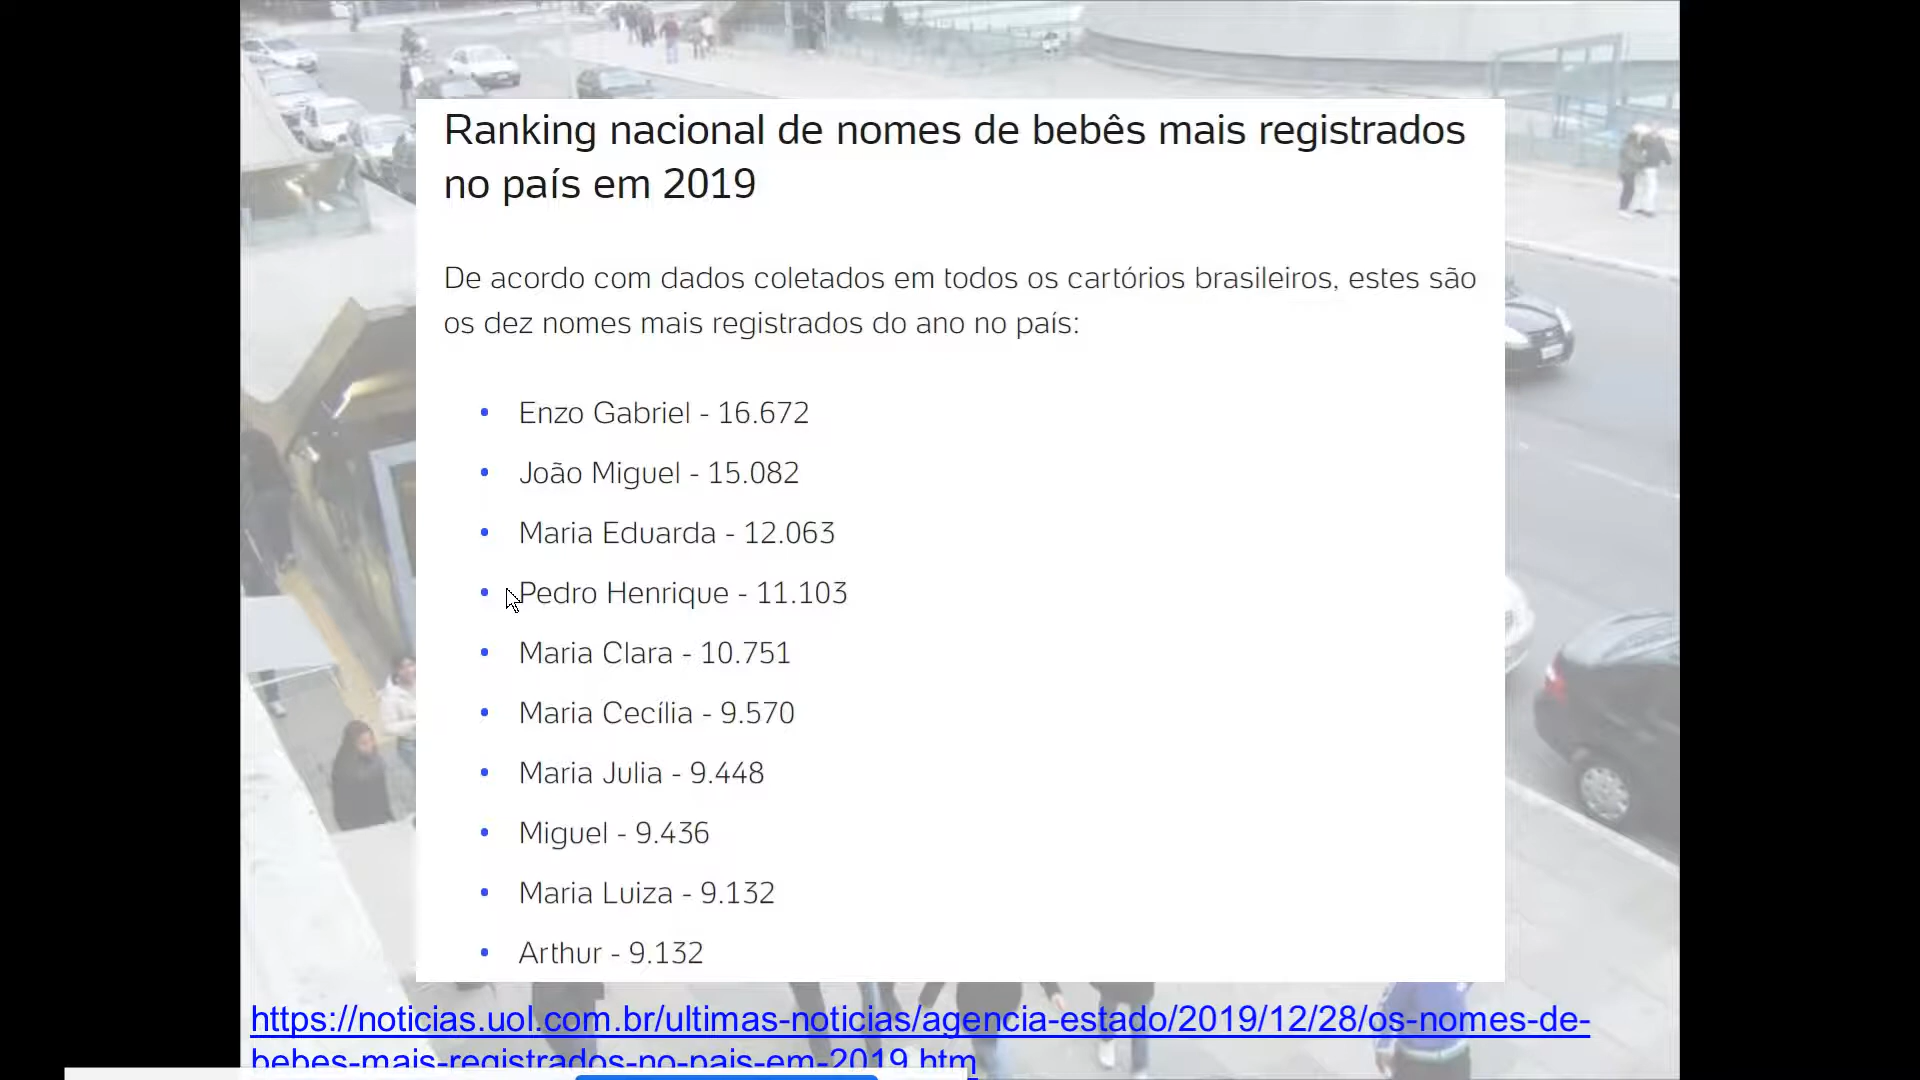 Ranking nacional de nomes de bebês mais registrados
no país em 2019
De acordo com dados coletados em todos os cartórios brasileiros, estes são
os dez nomes mais registrados do ano no país:
• Enzo Gabriel - 16.672
• João Miguel - 15.082
• Maria Eduarda - 12.063
• Pedro Henrique - 11.103
• Maria Clara - 10.751
• Maria Cecília - 9.570
• Maria Julia - 9.448
• Miguel - 9.436
• Maria Luiza - 9.132
• Arthur - 9.132
https://noticias.uol.com.br/ultimas-noticias/agencia-estado/2019/12/28/os-nomes-de-
bebes-mais-registrados-no-pais-em-2019.htm